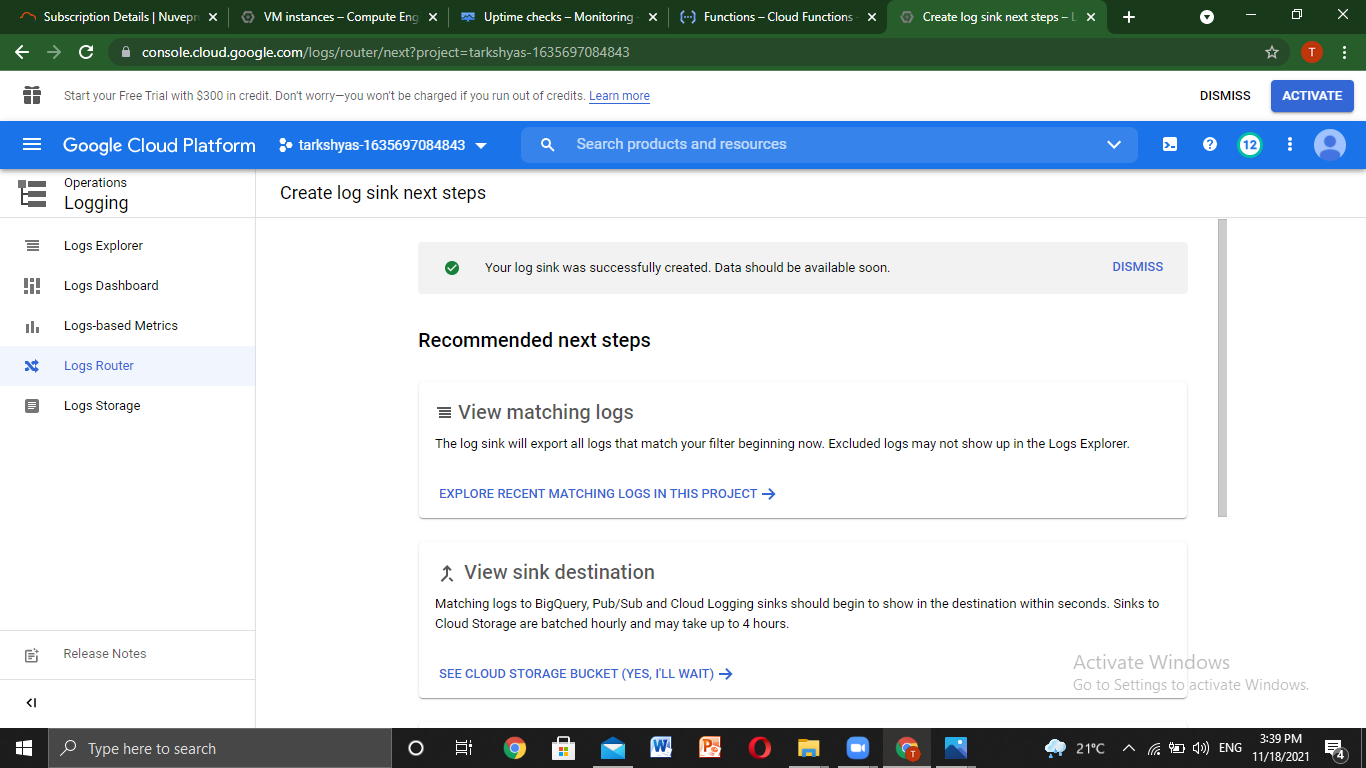 Subscription Details | Nuvepr
VM instances – Compute Eng
Uptime checks – Monitoring
Functions – Cloud Functions
Create log sink next steps – L
console.cloud.google.com/logs/router/next?project=tarkshyas-1635697084843
T
Start your Free Trial with $300 in credit. Don't worry—you won't be charged if you run out of credits. Learn more
DISMISS
ACTIVATE
Google Cloud Platform
tarkshyas-1635697084843
Search products and resources
12
Operations
Logging
Create log sink next steps
Logs Explorer
Logs Dashboard
Logs-based Metrics
Logs Router
Logs Storage
Release Notes
Your log sink was successfully created. Data should be available soon.
DISMISS
Recommended next steps
View matching logs
The log sink will export all logs that match your filter beginning now. Excluded logs may not show up in the Logs Explorer.
EXPLORE RECENT MATCHING LOGS IN THIS PROJECT
View sink destination
Matching logs to BigQuery, Pub/Sub and Cloud Logging sinks should begin to show in the destination within seconds. Sinks to
Cloud Storage are batched hourly and may take up to 4 hours.
SEE CLOUD STORAGE BUCKET (YES, I'LL WAIT)
Activate Windows
Go to Settings to activate Windows.
Type here to search
T
21°C
ENG
3:39 PM
11/18/2021
4